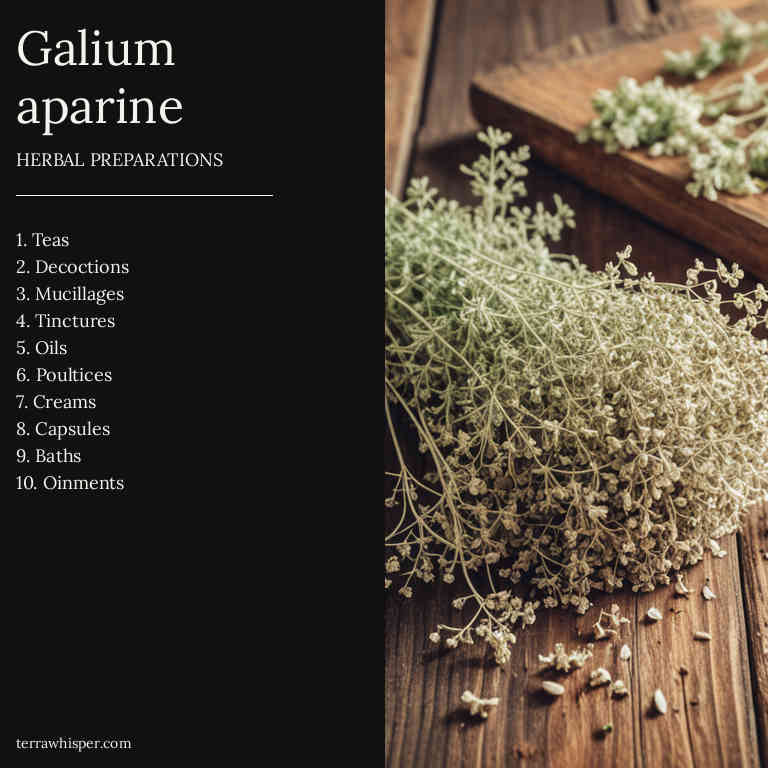 Galium
aparine
HERBAL PREPARATIONS
1. Teas
2. Decoctions
3. Mucillages
4. Tinctures
5. Oils
6. Poultices
7. Creams
8. Capsules
9. Baths
10. Oinments
terrawhisper.com